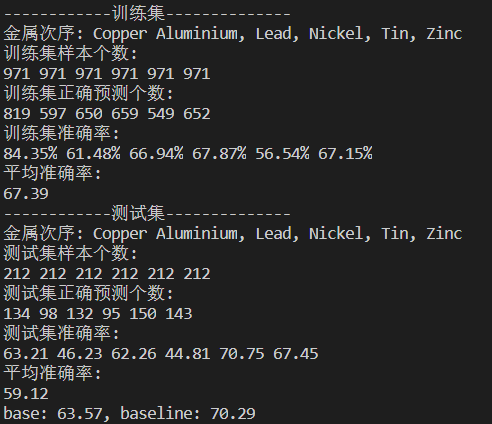 ------------训练集--------------
金属次序: Copper Aluminium, Lead, Nickel, Tin, Zinc
训练集样本个数:
971 971 971 971 971 971
训练集正确预测个数:
819 597 650 659 549 652
训练集准确率:
84.35% 61.48% 66.94% 67.87% 56.54% 67.15%
平均准确率:
67.39
------------测试集--------------
金属次序: Copper Aluminium, Lead, Nickel, Tin, Zinc
测试集样本个数:
212 212 212 212 212 212
测试集正确预测个数:
134 98 132 95 150 143
测试集准确率:
63.21 46.23 62.26 44.81 70.75 67.45
平均准确率:
59.12
base: 63.57, baseline: 70.29